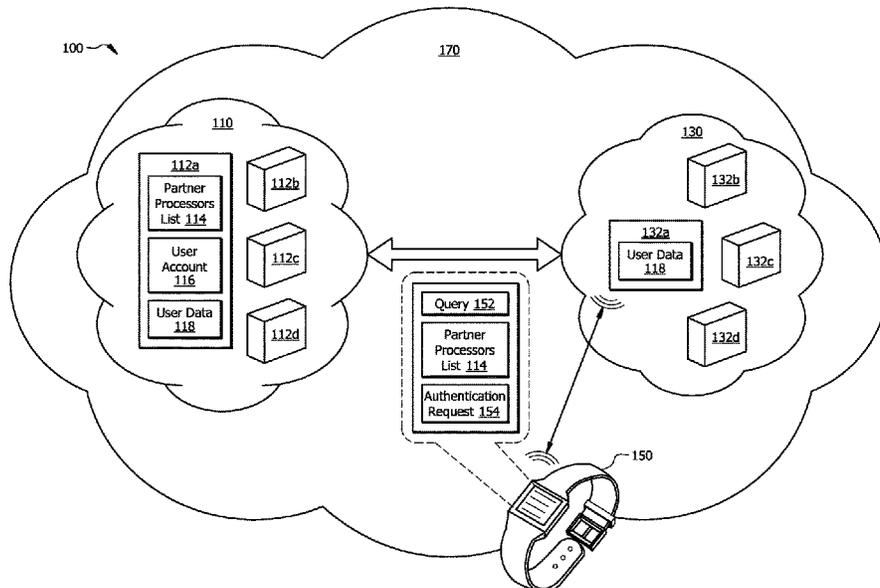 100
170
110
112a
Partner
Processors
List 114
User
Account
116
User Data
118
112b
112c
112d
130
132b
132a
User Data
118
132c
132d
Query 152
Partner
Processors
List 114
Authentication
Request 154
150